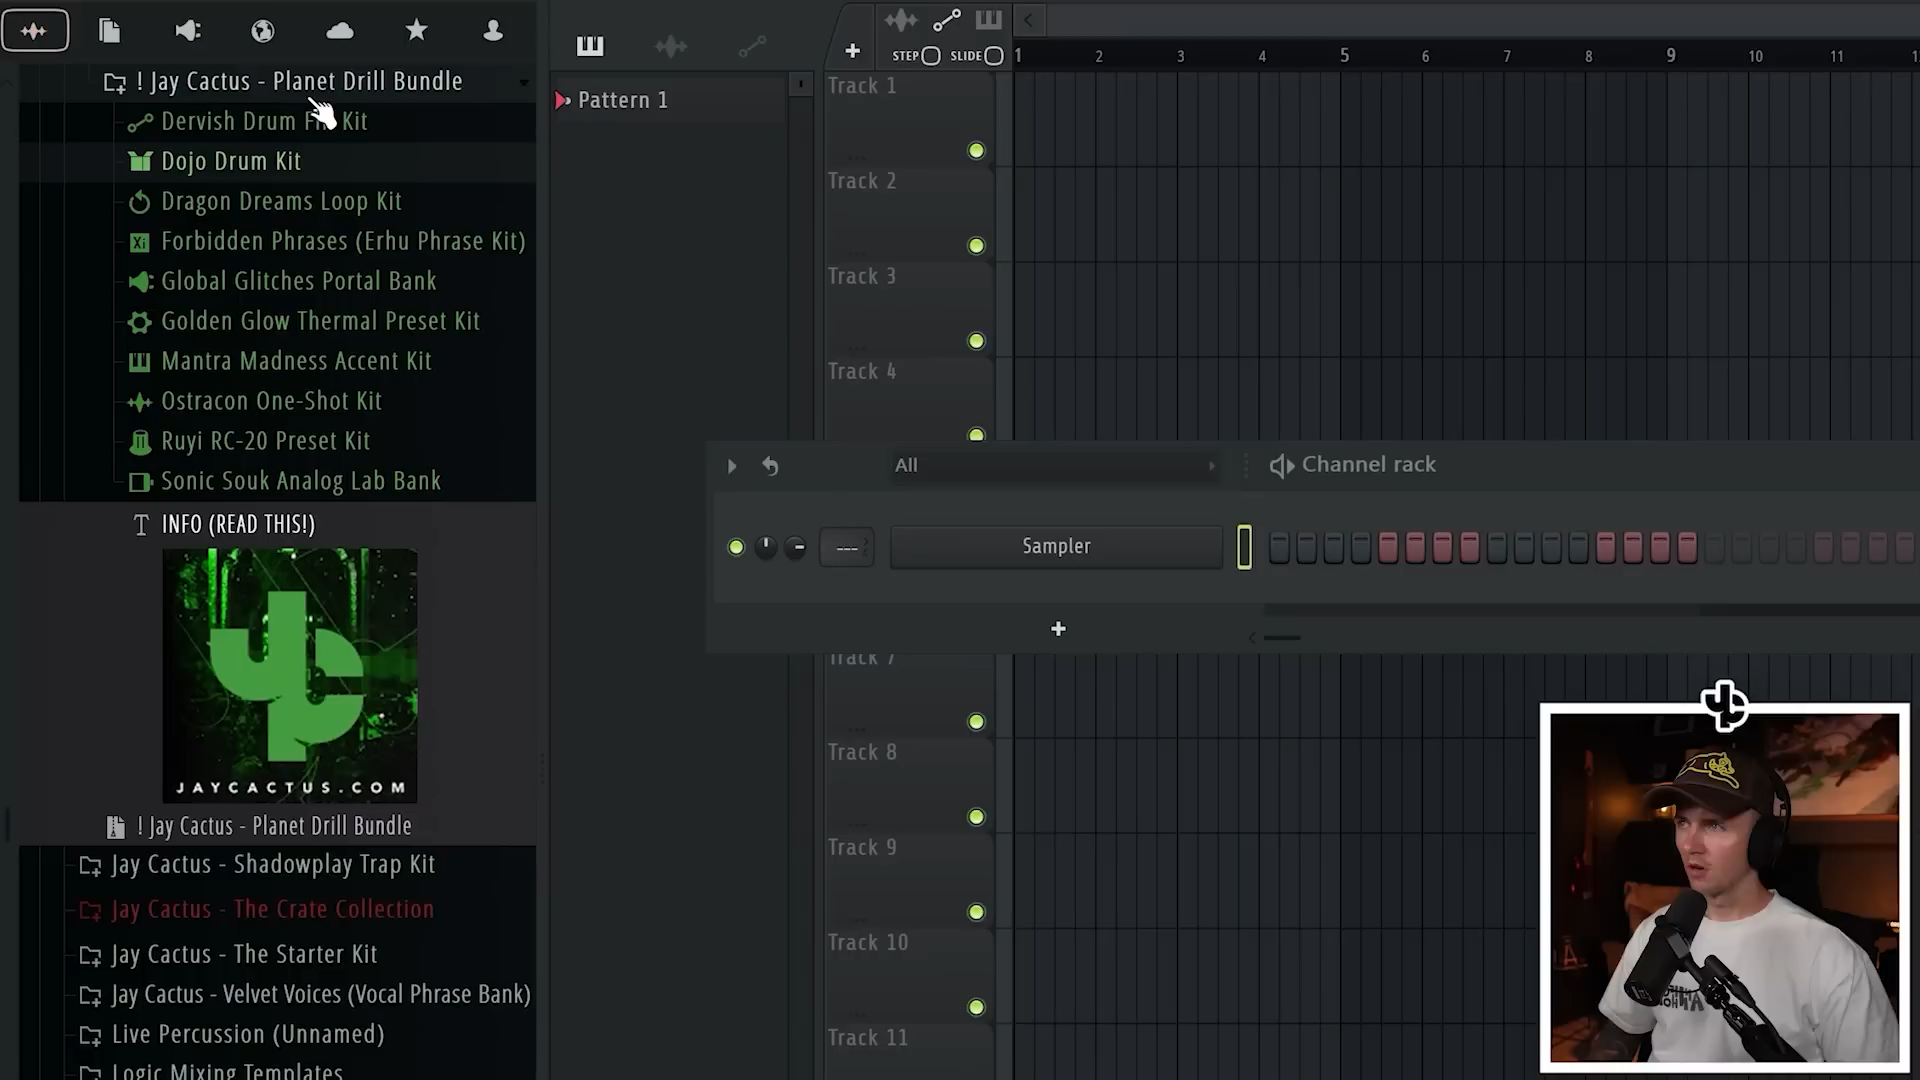 ! Jay Cactus - Planet Drill Bundle
Dervish Drum Kit
Dojo Drum Kit
Dragon Dreams Loop Kit
Forbidden Phrases (Erhu Phrase Kit)
Global Glitches Portal Bank
Golden Glow Thermal Preset Kit
Mantra Madness Accent Kit
Ostracon One-Shot Kit
Ruyi RC-20 Preset Kit
Sonic Souk Analog Lab Bank
INFO (READ THIS!)
JAYCACTUS.COM
! Jay Cactus - Planet Drill Bundle
Jay Cactus - Shadowplay Trap Kit
Jay Cactus - The Crate Collection
Jay Cactus - The Starter Kit
Jay Cactus - Velvet Voices (Vocal Phrase Bank)
Live Percussion (Unnamed)
Logic Mixing Templates
Pattern 1
STEP SLIDE
1 2 3 4 5 6 7 8 9 10 11
Track 1
Track 2
Track 3
Track 4
All
Channel rack
---
Sampler
Track 7
Track 8
Track 9
Track 10
Track 11